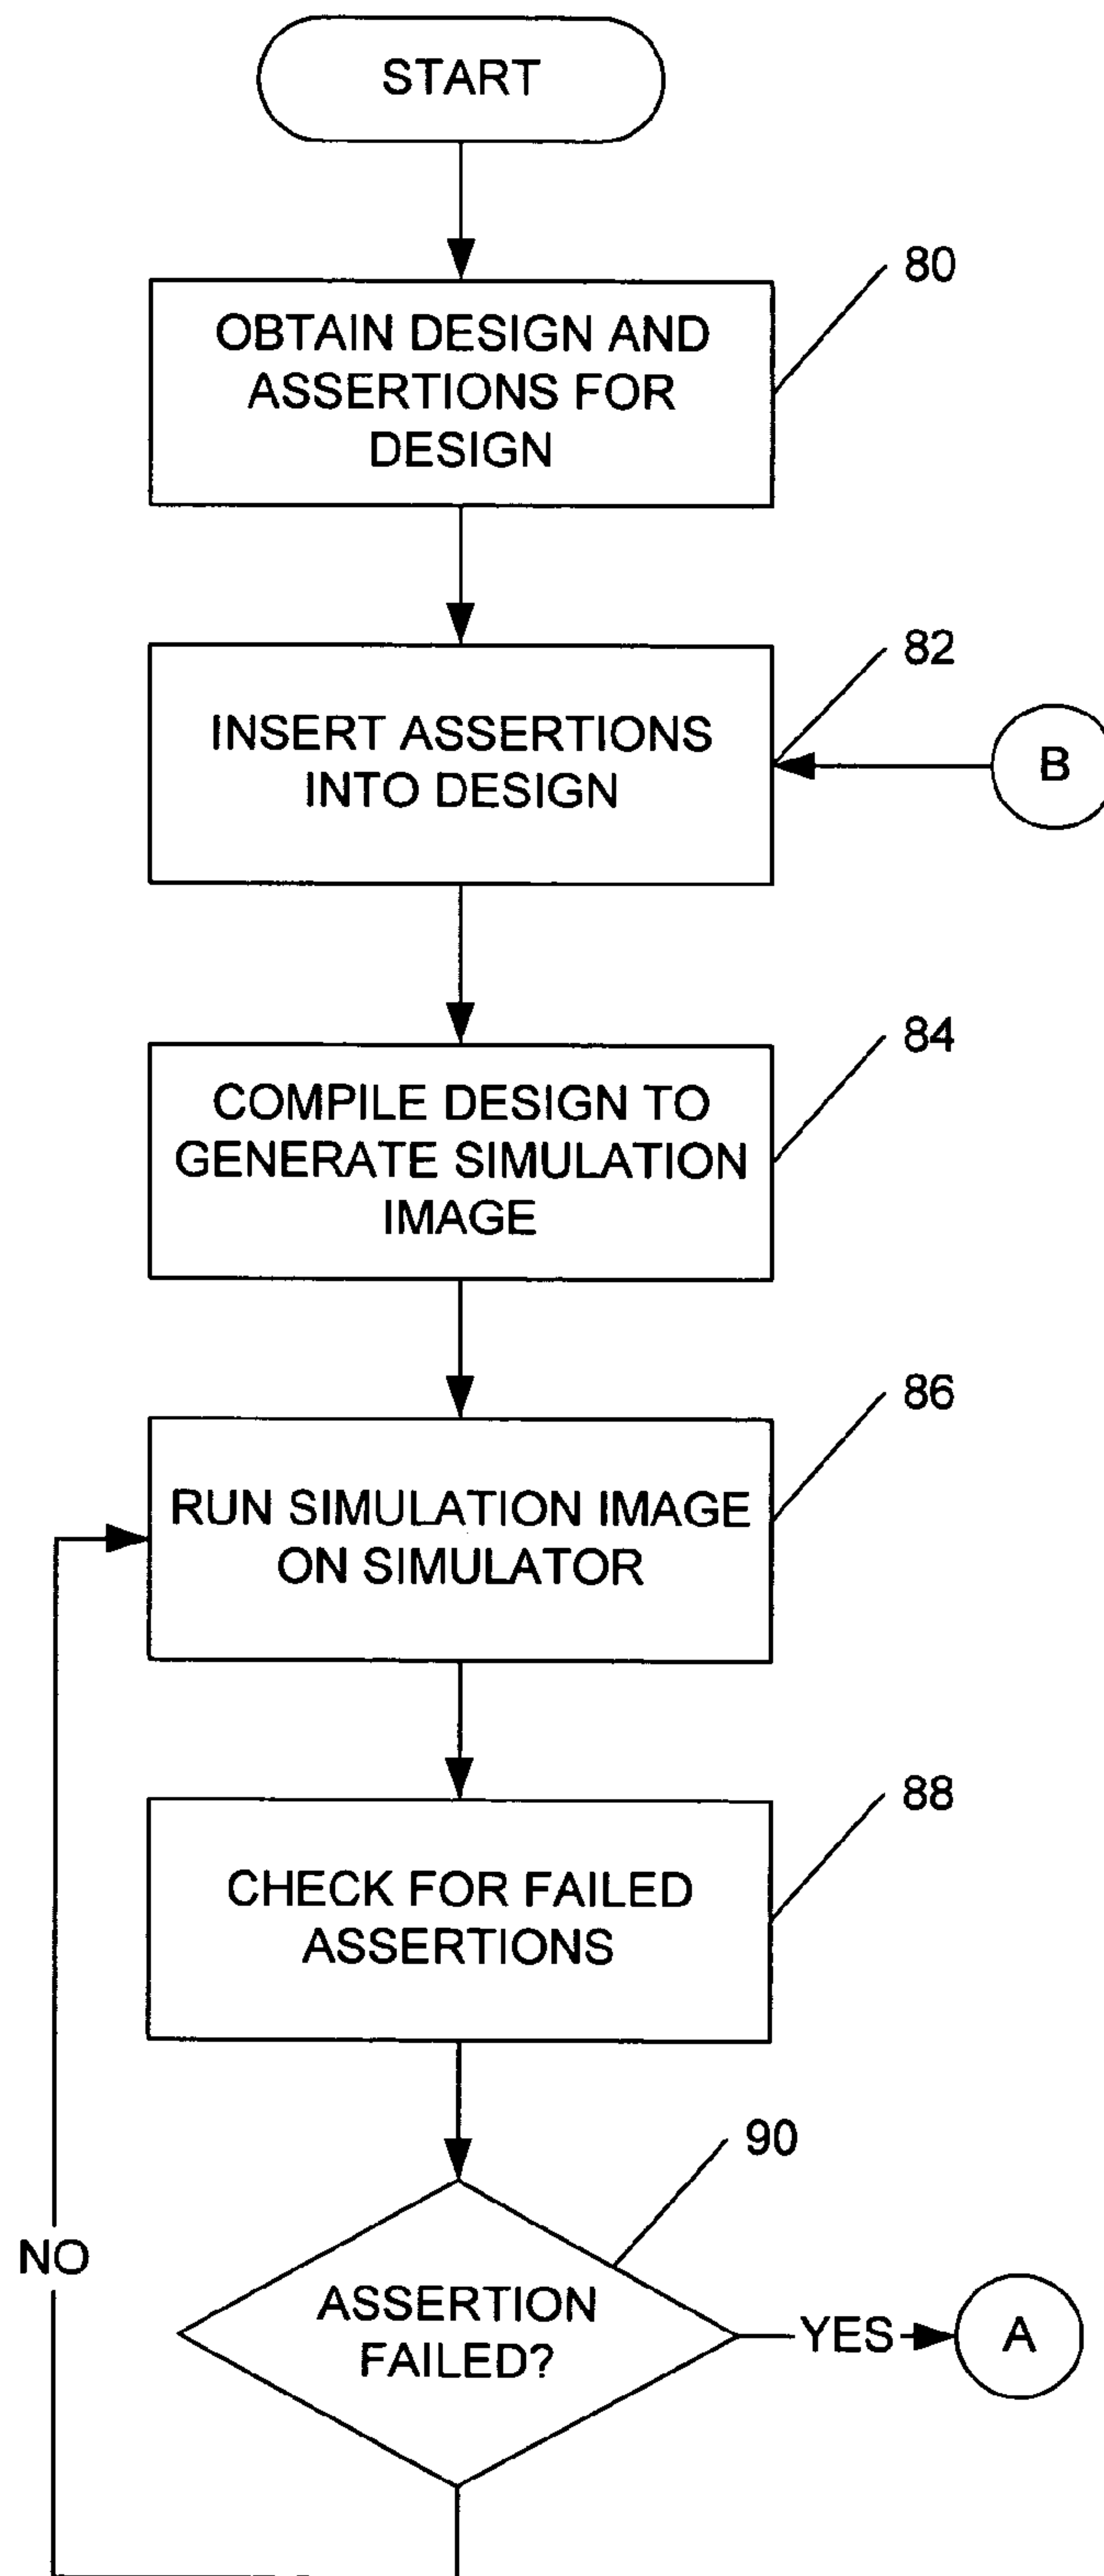 START
80
OBTAIN DESIGN AND
ASSERTIONS FOR
DESIGN
82
INSERT ASSERTIONS
INTO DESIGN
B
84
COMPILE DESIGN TO
GENERATE SIMULATION
IMAGE
86
RUN SIMULATION IMAGE
ON SIMULATOR
88
CHECK FOR FAILED
ASSERTIONS
90
NO
ASSERTION
FAILED?
YES
A